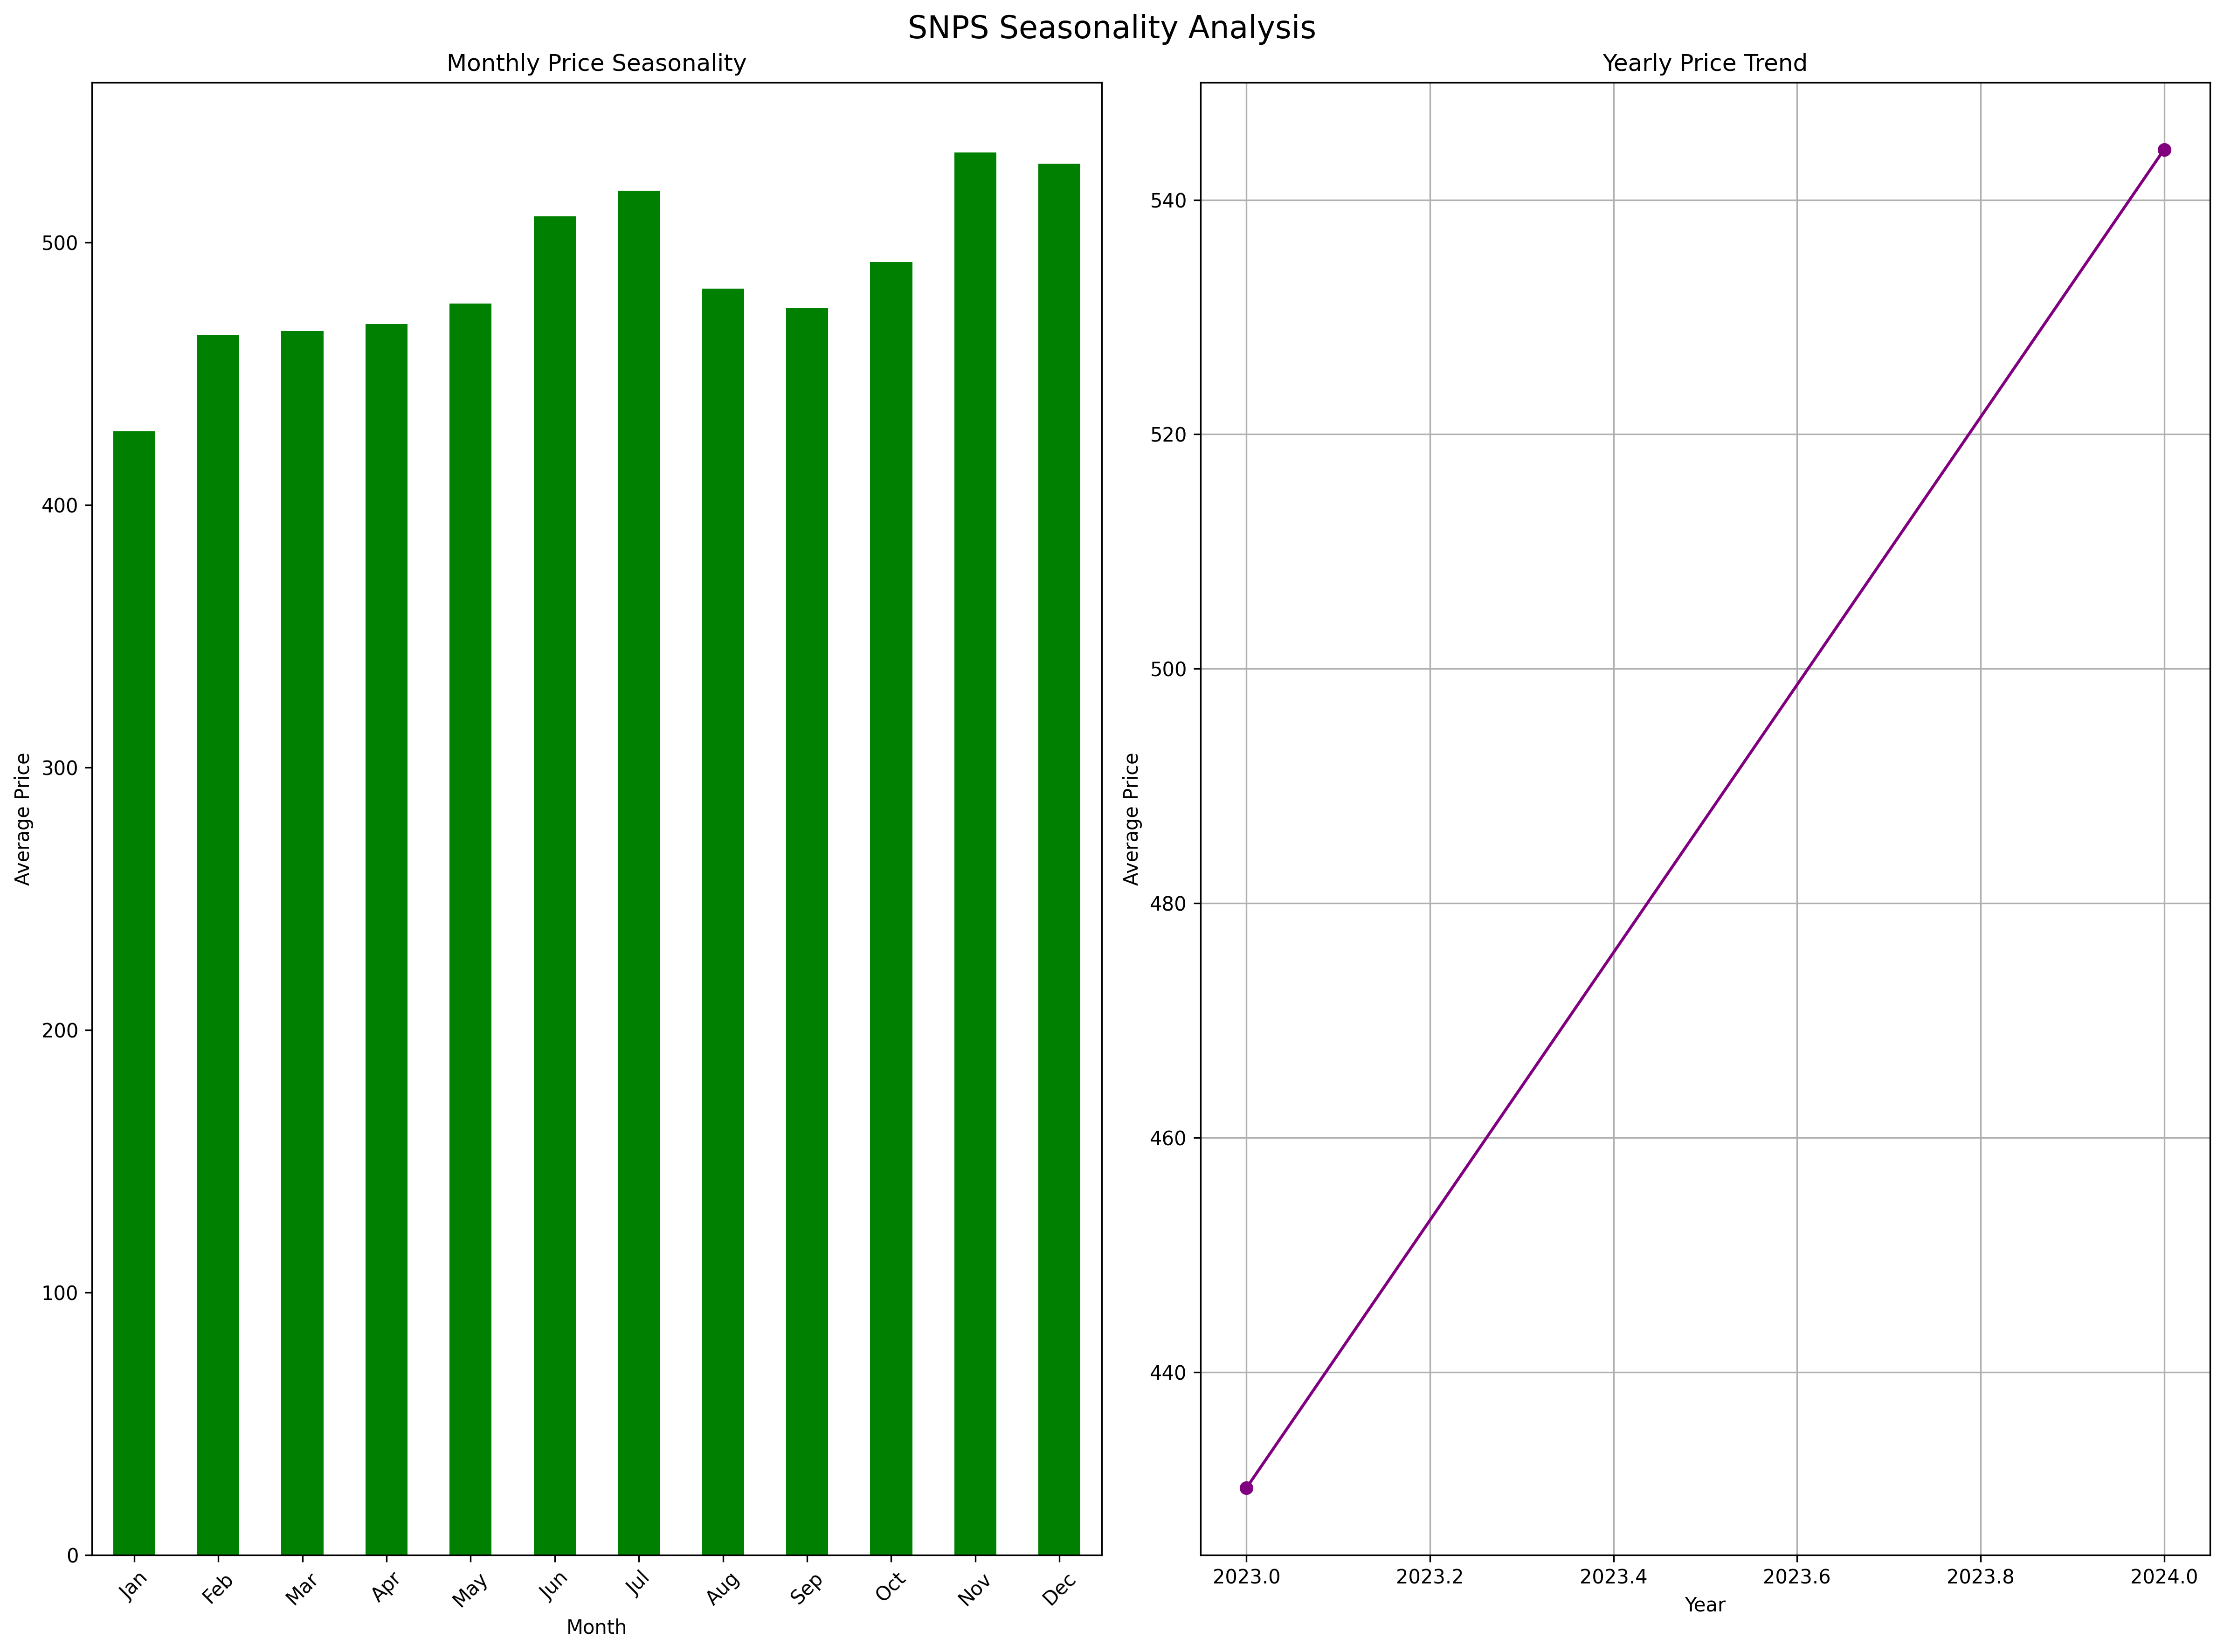 SNPS Seasonality Analysis
Monthly Price Seasonality
Average Price
500
400
300
200
100
0
Jan Feb Mar Apr May Jun Jul Aug Sep Oct Nov Dec
Month
Yearly Price Trend
Average Price
540
520
500
480
460
440
2023.0 2023.2 2023.4 2023.6 2023.8 2024.0
Year